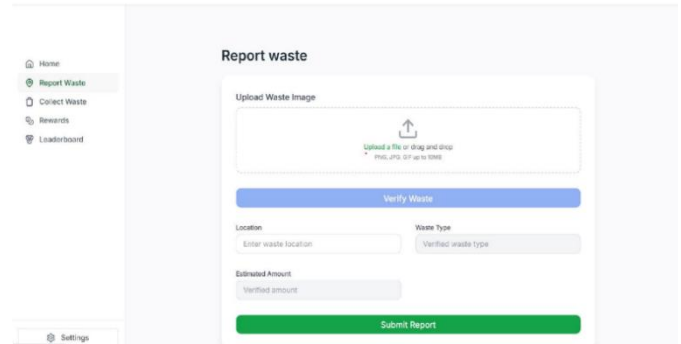 Home
Report Waste
Collect Waste
Rewards
Leaderboard
Settings
Report waste
Upload Waste Image
Upload a file or drag and drop
PNG, JPG, GIF up to 10MB
Verify Waste
Location
Waste Type
Enter waste location
Verified waste type
Estimated Amount
Verified amount
Submit Report